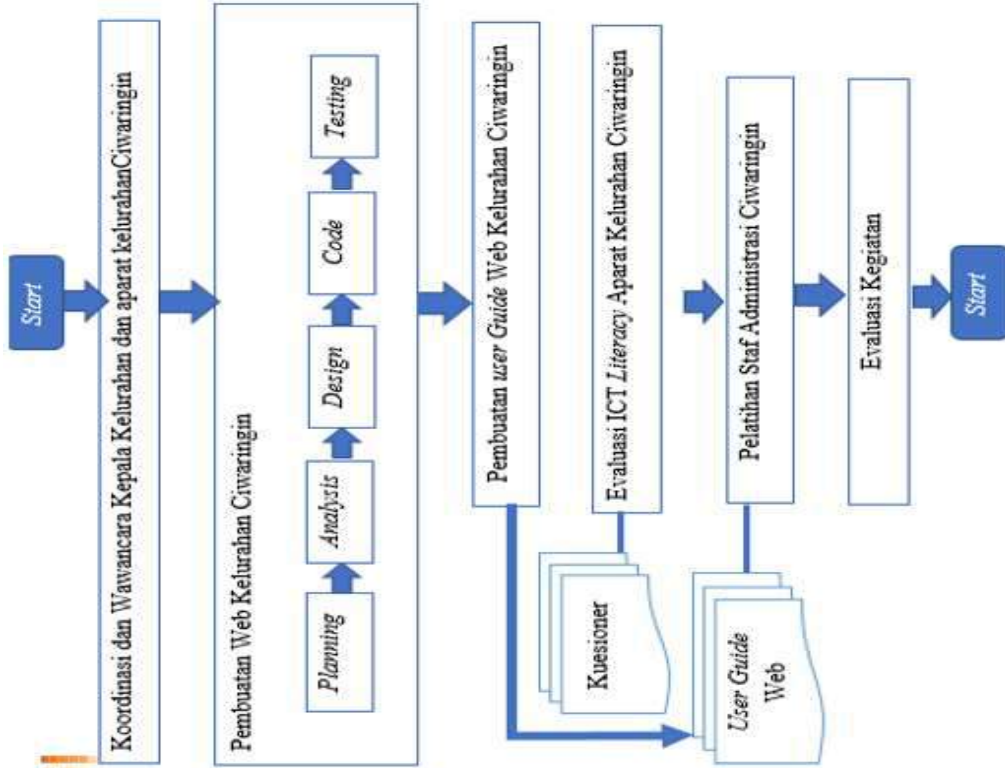 Start
Koordinasi dan Wawancara Kepala Kelurahan dan aparat kelurahanCiwaringin
Pembuatan Web Kelurahan Ciwaringin
Planning
Analysis
Design
Code
Testing
Pembuatan user Guide Web Kelurahan Ciwaringin
Evaluasi ICT Literacy Aparat Kelurahan Ciwaringin
Kuesioner
Pelatihan Staf Administrasi Ciwaringin
User Guide
Web
Evaluasi Kegiatan
Start